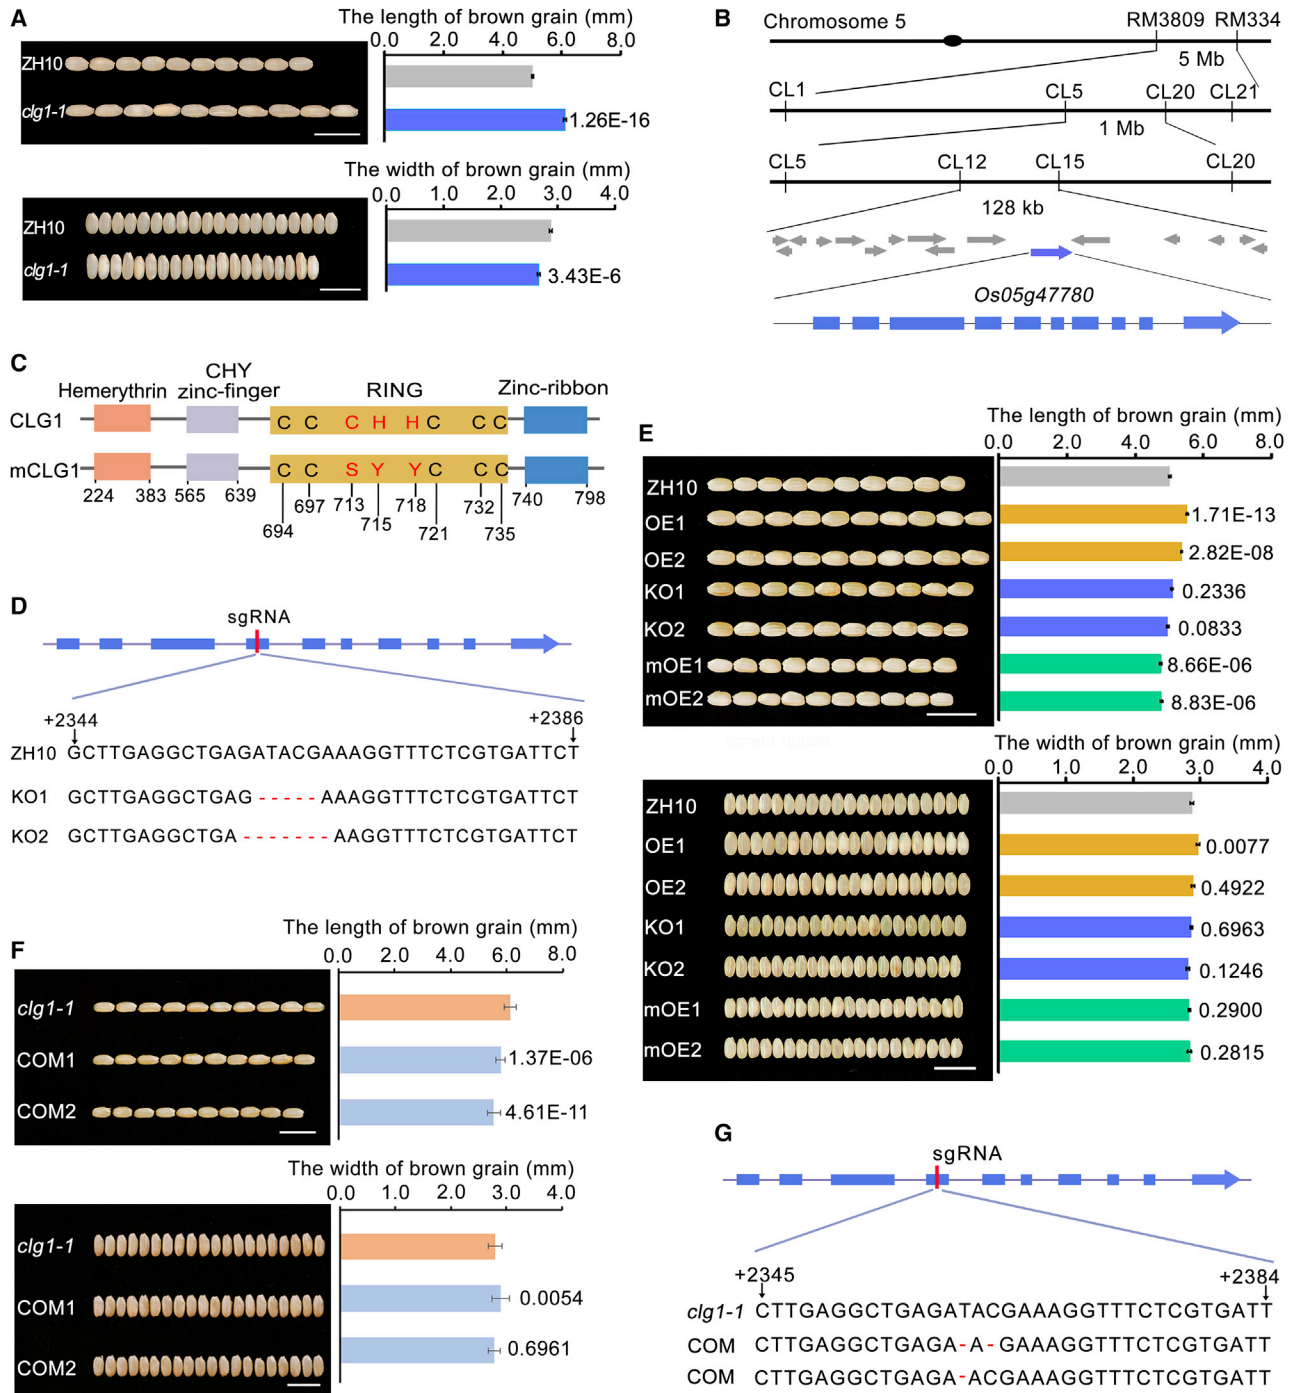 A
The length of brown grain (mm)
0.0 2.0 4.0 6.0 8.0
ZH10
clg1-1
1.26E-16
The width of brown grain (mm)
0.0 1.0 2.0 3.0 4.0
ZH10
clg1-1
3.43E-6
B
Chromosome 5
RM3809 RM334
5 Mb
CL1 CL5 CL20 CL21
1 Mb
CL5 CL12 CL15 CL20
128 kb
Os05g47780
C
Hemerythrin
CHY
zinc-finger
RING
Zinc-ribbon
CLG1
C C C H H C C C
mCLG1
C C S Y Y C C C
224 383 565 639
694 697 713 715 718 721 732 735
740 798
D
sgRNA
+2344 +2386
ZH10 GCTTGAGGCTGAGATACGAAAGGTTTCTCGTGATTCT
KO1 GCTTGAGGCTGAG - - - - - AAAGGTTTCTCGTGATTCT
KO2 GCTTGAGGCTGA - - - - - - - AAGGTTTCTCGTGATTCT
E
The length of brown grain (mm)
0.0 2.0 4.0 6.0 8.0
ZH10
OE1 1.71E-13
OE2 2.82E-08
KO1 0.2336
KO2 0.0833
mOE1 8.66E-06
mOE2 8.83E-06
The width of brown grain (mm)
0.0 1.0 2.0 3.0 4.0
ZH10
OE1 0.0077
OE2 0.4922
KO1 0.6963
KO2 0.1246
mOE1 0.2900
mOE2 0.2815
F
The length of brown grain (mm)
0.0 2.0 4.0 6.0 8.0
clg1-1
COM1 1.37E-06
COM2 4.61E-11
The width of brown grain (mm)
0.0 1.0 2.0 3.0 4.0
clg1-1
COM1 0.0054
COM2 0.6961
G
sgRNA
+2345 +2384
clg1-1 CTTGAGGCTGAGATACGAAAGGTTTCTCGTGATT
COM CTTGAGGCTGAGA-A-GAAAGGTTTCTCGTGATT
COM CTTGAGGCTGAGA-ACGAAAGGTTTCTCGTGATT